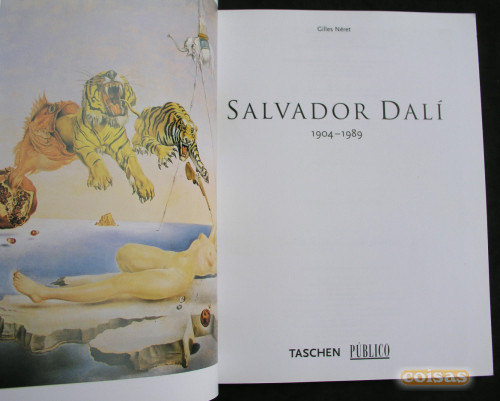 Gilles Néret
SALVADOR DALÍ
1904–1989
TASCHEN PÚBLICO
coisas